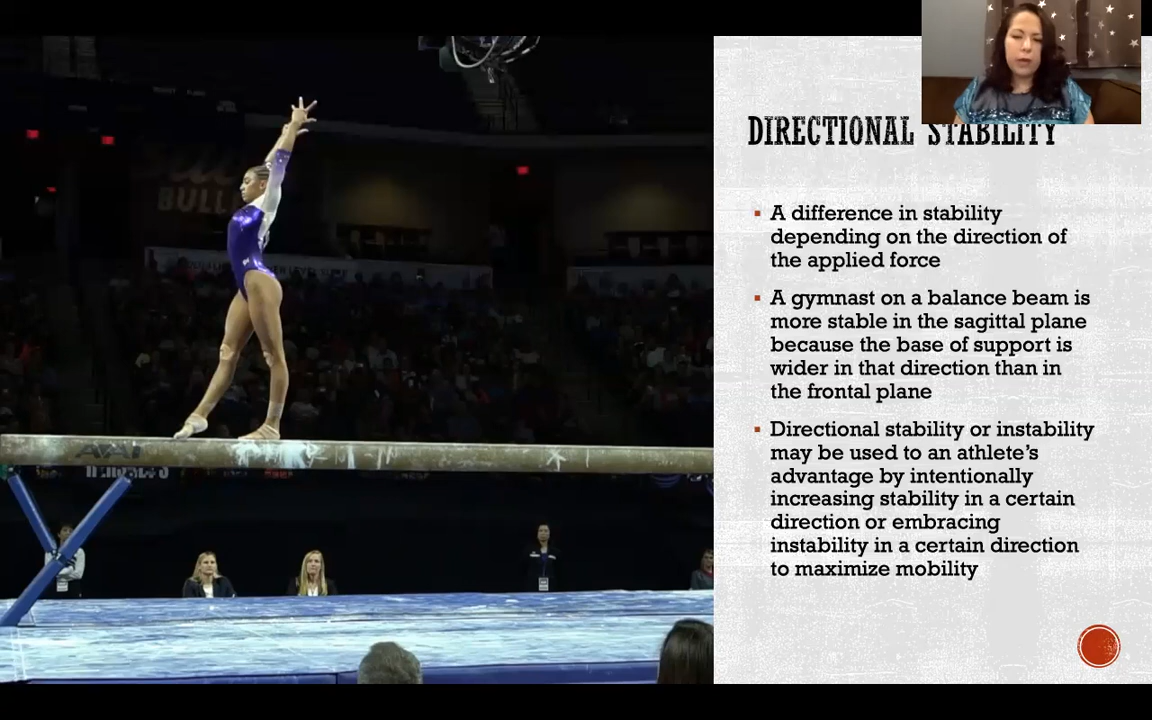 DIRECTIONAL STABILITY
▪ A difference in stability
depending on the direction of
the applied force
▪ A gymnast on a balance beam is
more stable in the sagittal plane
because the base of support is
wider in that direction than in
the frontal plane
▪ Directional stability or instability
may be used to an athlete's
advantage by intentionally
increasing stability in a certain
direction or embracing
instability in a certain direction
to maximize mobility
AAI
BULL